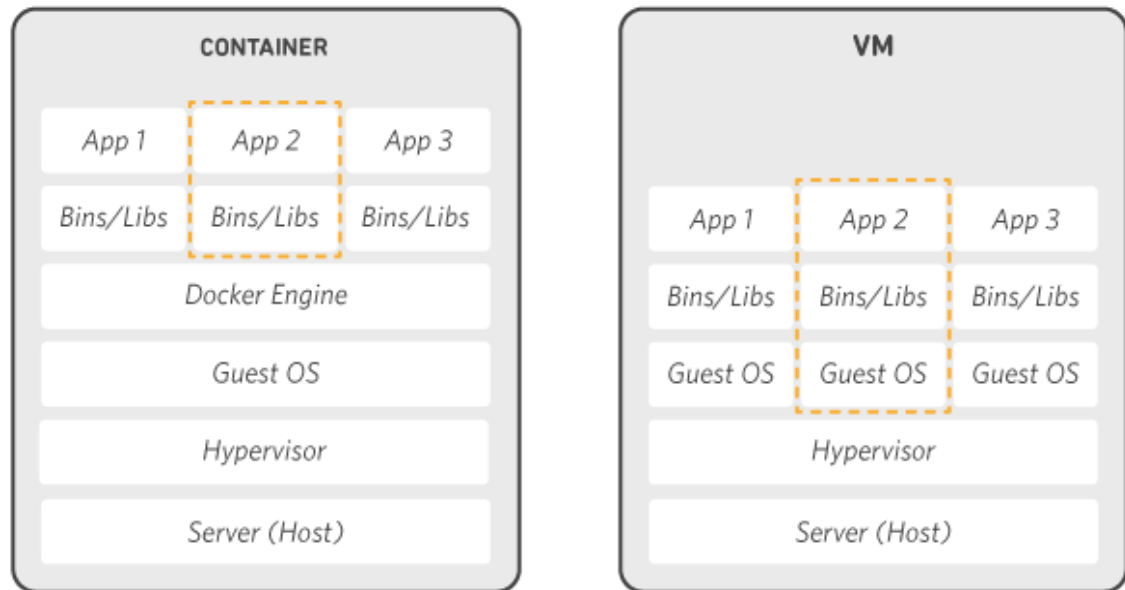 CONTAINER
App 1 App 2 App 3
Bins/Libs Bins/Libs Bins/Libs
Docker Engine
Guest OS
Hypervisor
Server (Host)
VM
App 1 App 2 App 3
Bins/Libs Bins/Libs Bins/Libs
Guest OS Guest OS Guest OS
Hypervisor
Server (Host)